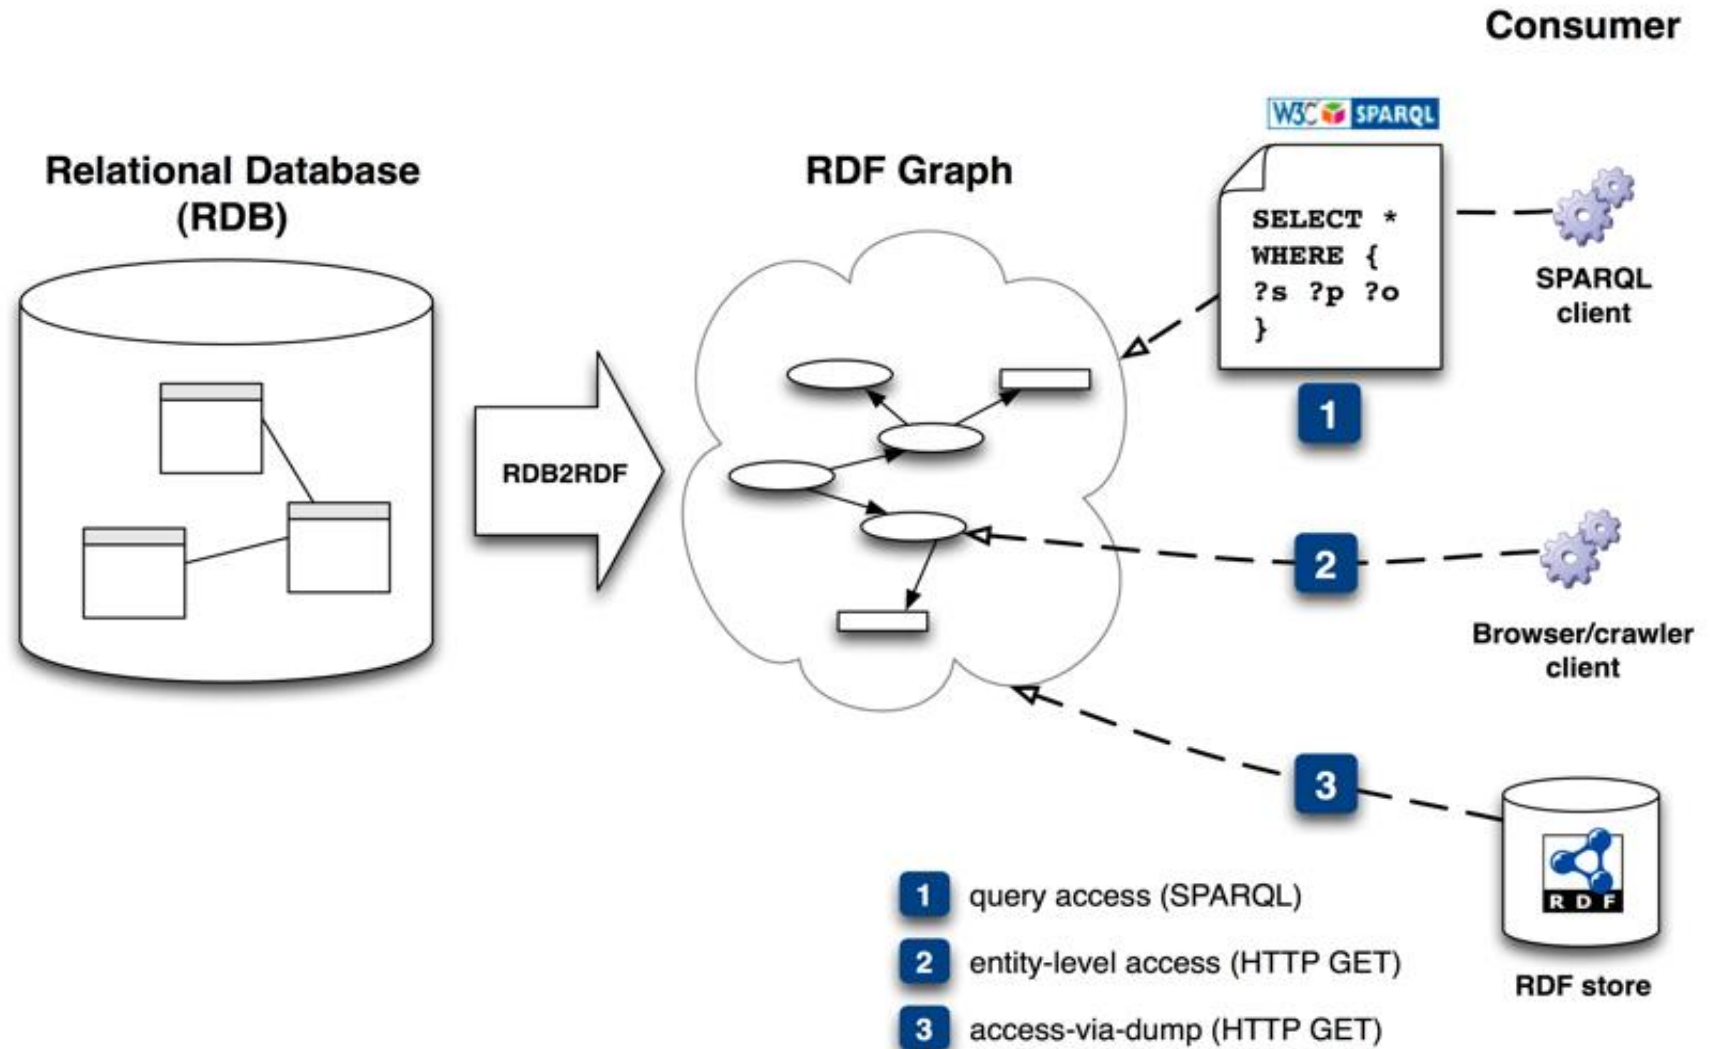 Consumer
Relational Database
(RDB)
RDF Graph
W3C SPARQL
SELECT *
WHERE {
?s ?p ?o
}
SPARQL
client
1
RDB2RDF
2
Browser/crawler
client
3
RDF
RDF store
1 query access (SPARQL)
2 entity-level access (HTTP GET)
3 access-via-dump (HTTP GET)